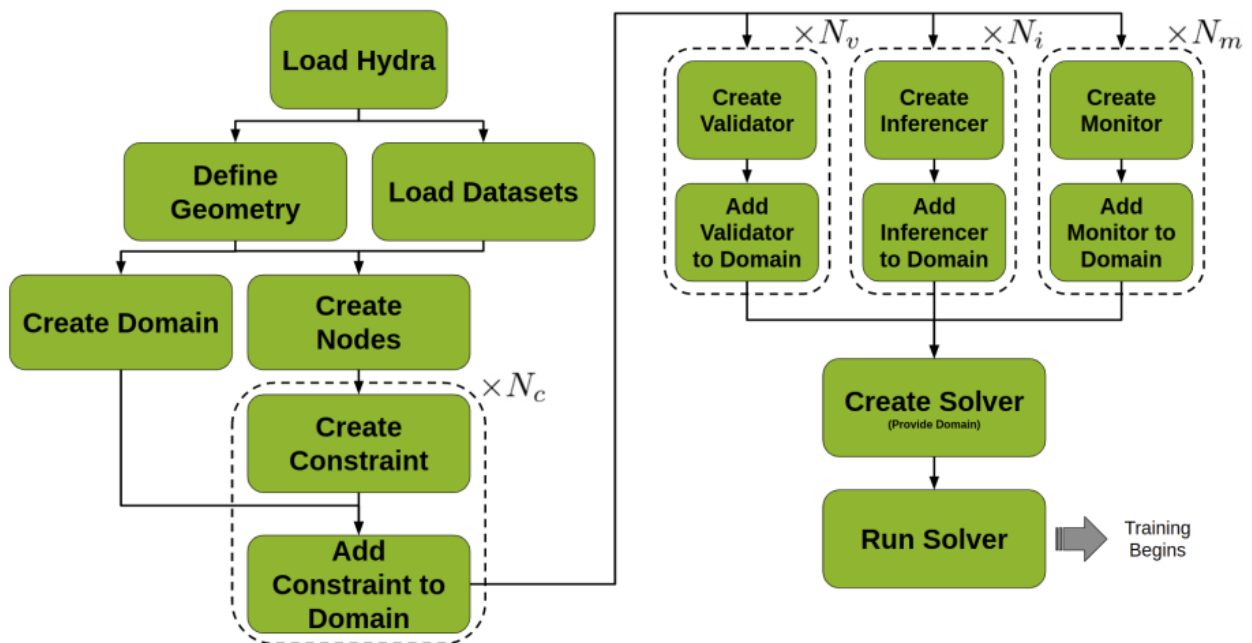 Load Hydra
Define
Geometry
Load Datasets
Create Domain
Create
Nodes
×N_c
Create
Constraint
Add
Constraint to
Domain
×N_v
Create
Validator
Add
Validator
to Domain
×N_i
Create
Inferencer
Add
Inferencer
to Domain
×N_m
Create
Monitor
Add
Monitor to
Domain
Create Solver
(Provide Domain)
Run Solver
Training
Begins